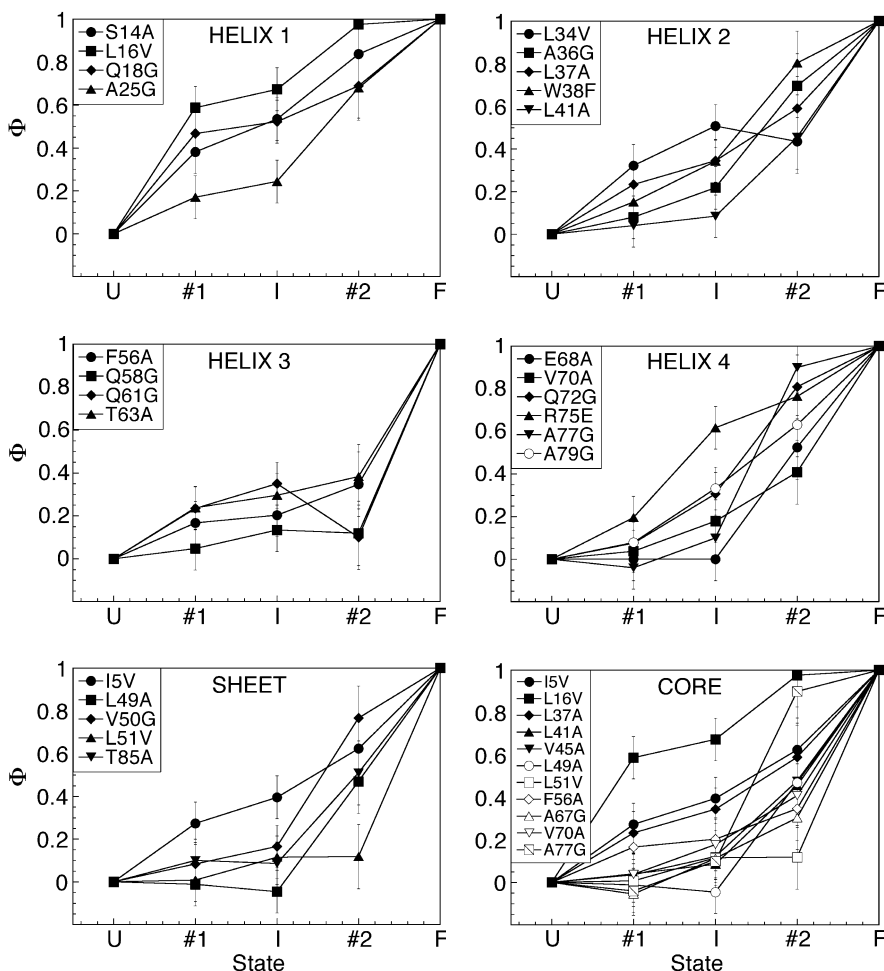 HELIX 1
S14A
L16V
Q18G
A25G
1
0.8
0.6
0.4
0.2
0
Φ
U #1 I #2 F
HELIX 2
L34V
A36G
L37A
W38F
L41A
1
0.8
0.6
0.4
0.2
0
U #1 I #2 F
HELIX 3
F56A
Q58G
Q61G
T63A
1
0.8
0.6
0.4
0.2
0
Φ
U #1 I #2 F
HELIX 4
E68A
V70A
Q72G
R75E
A77G
A79G
1
0.8
0.6
0.4
0.2
0
U #1 I #2 F
SHEET
I5V
L49A
V50G
L51V
T85A
1
0.8
0.6
0.4
0.2
0
Φ
U #1 I #2 F
State
CORE
I5V
L16V
L37A
L41A
V45A
L49A
L51V
F56A
A67G
V70A
A77G
1
0.8
0.6
0.4
0.2
0
U #1 I #2 F
State